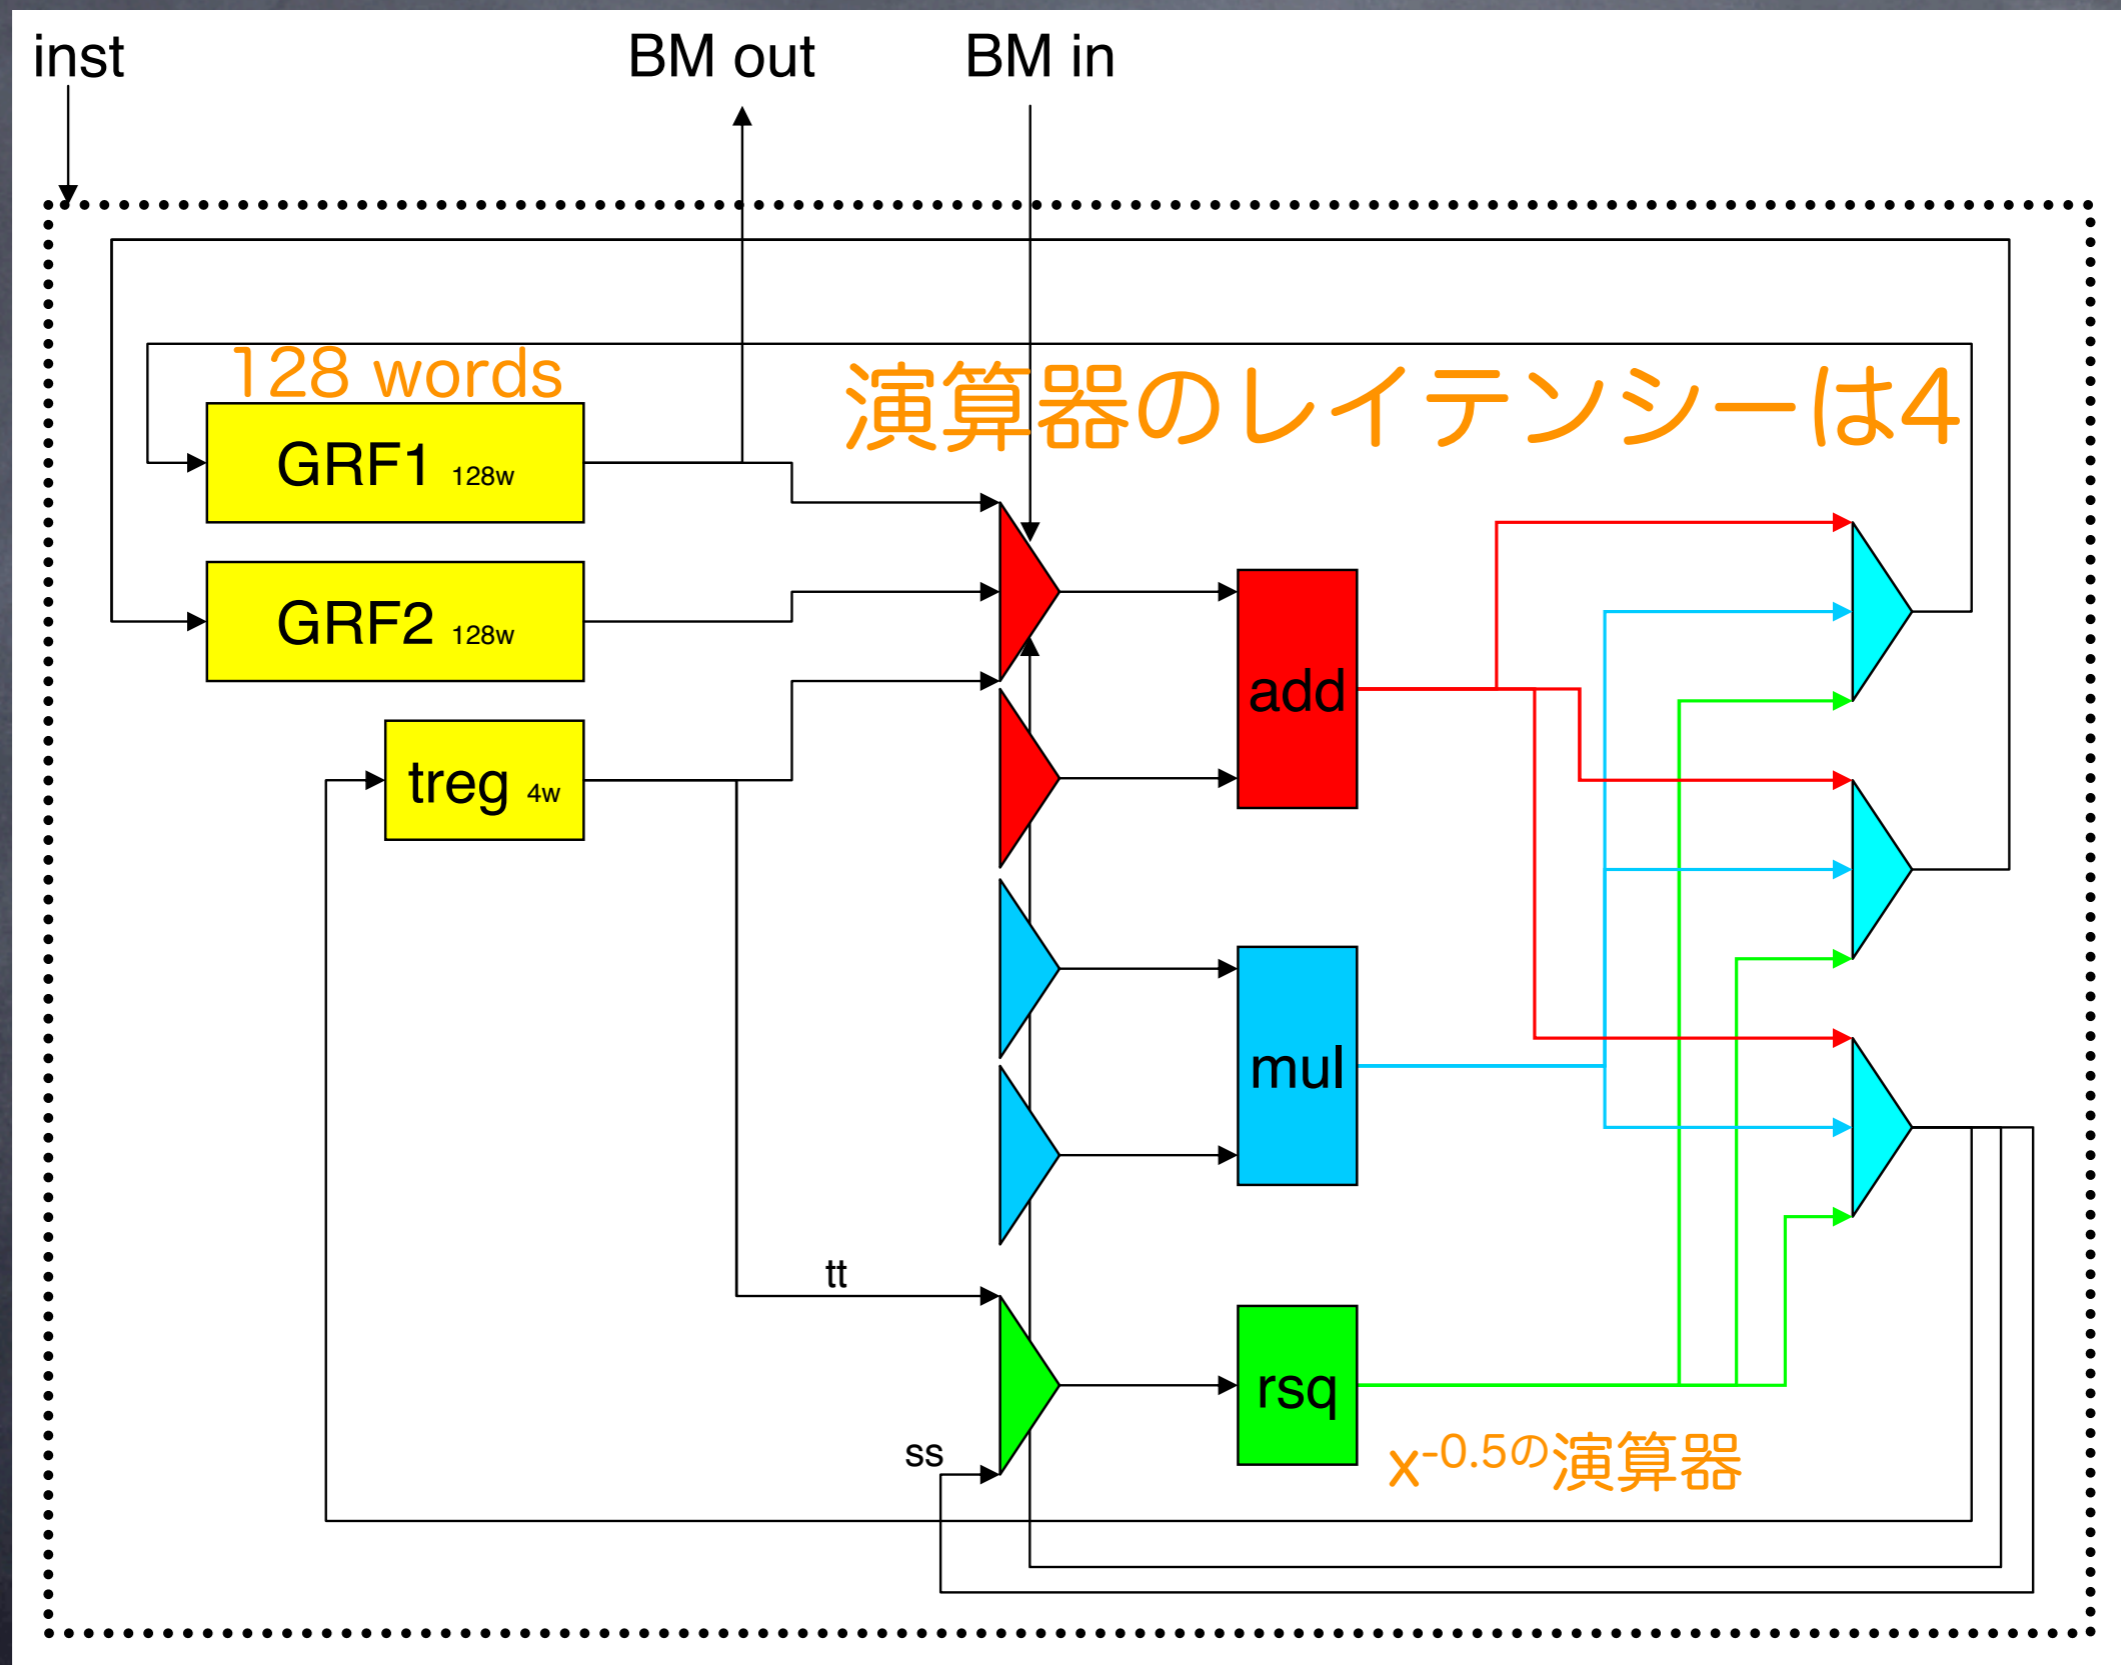 inst
BM out
BM in
128 words
演算器のレイテンシーは4
GRF1 128w
GRF2 128w
treg 4w
add
mul
tt
ss
rsq
x-0.5の演算器